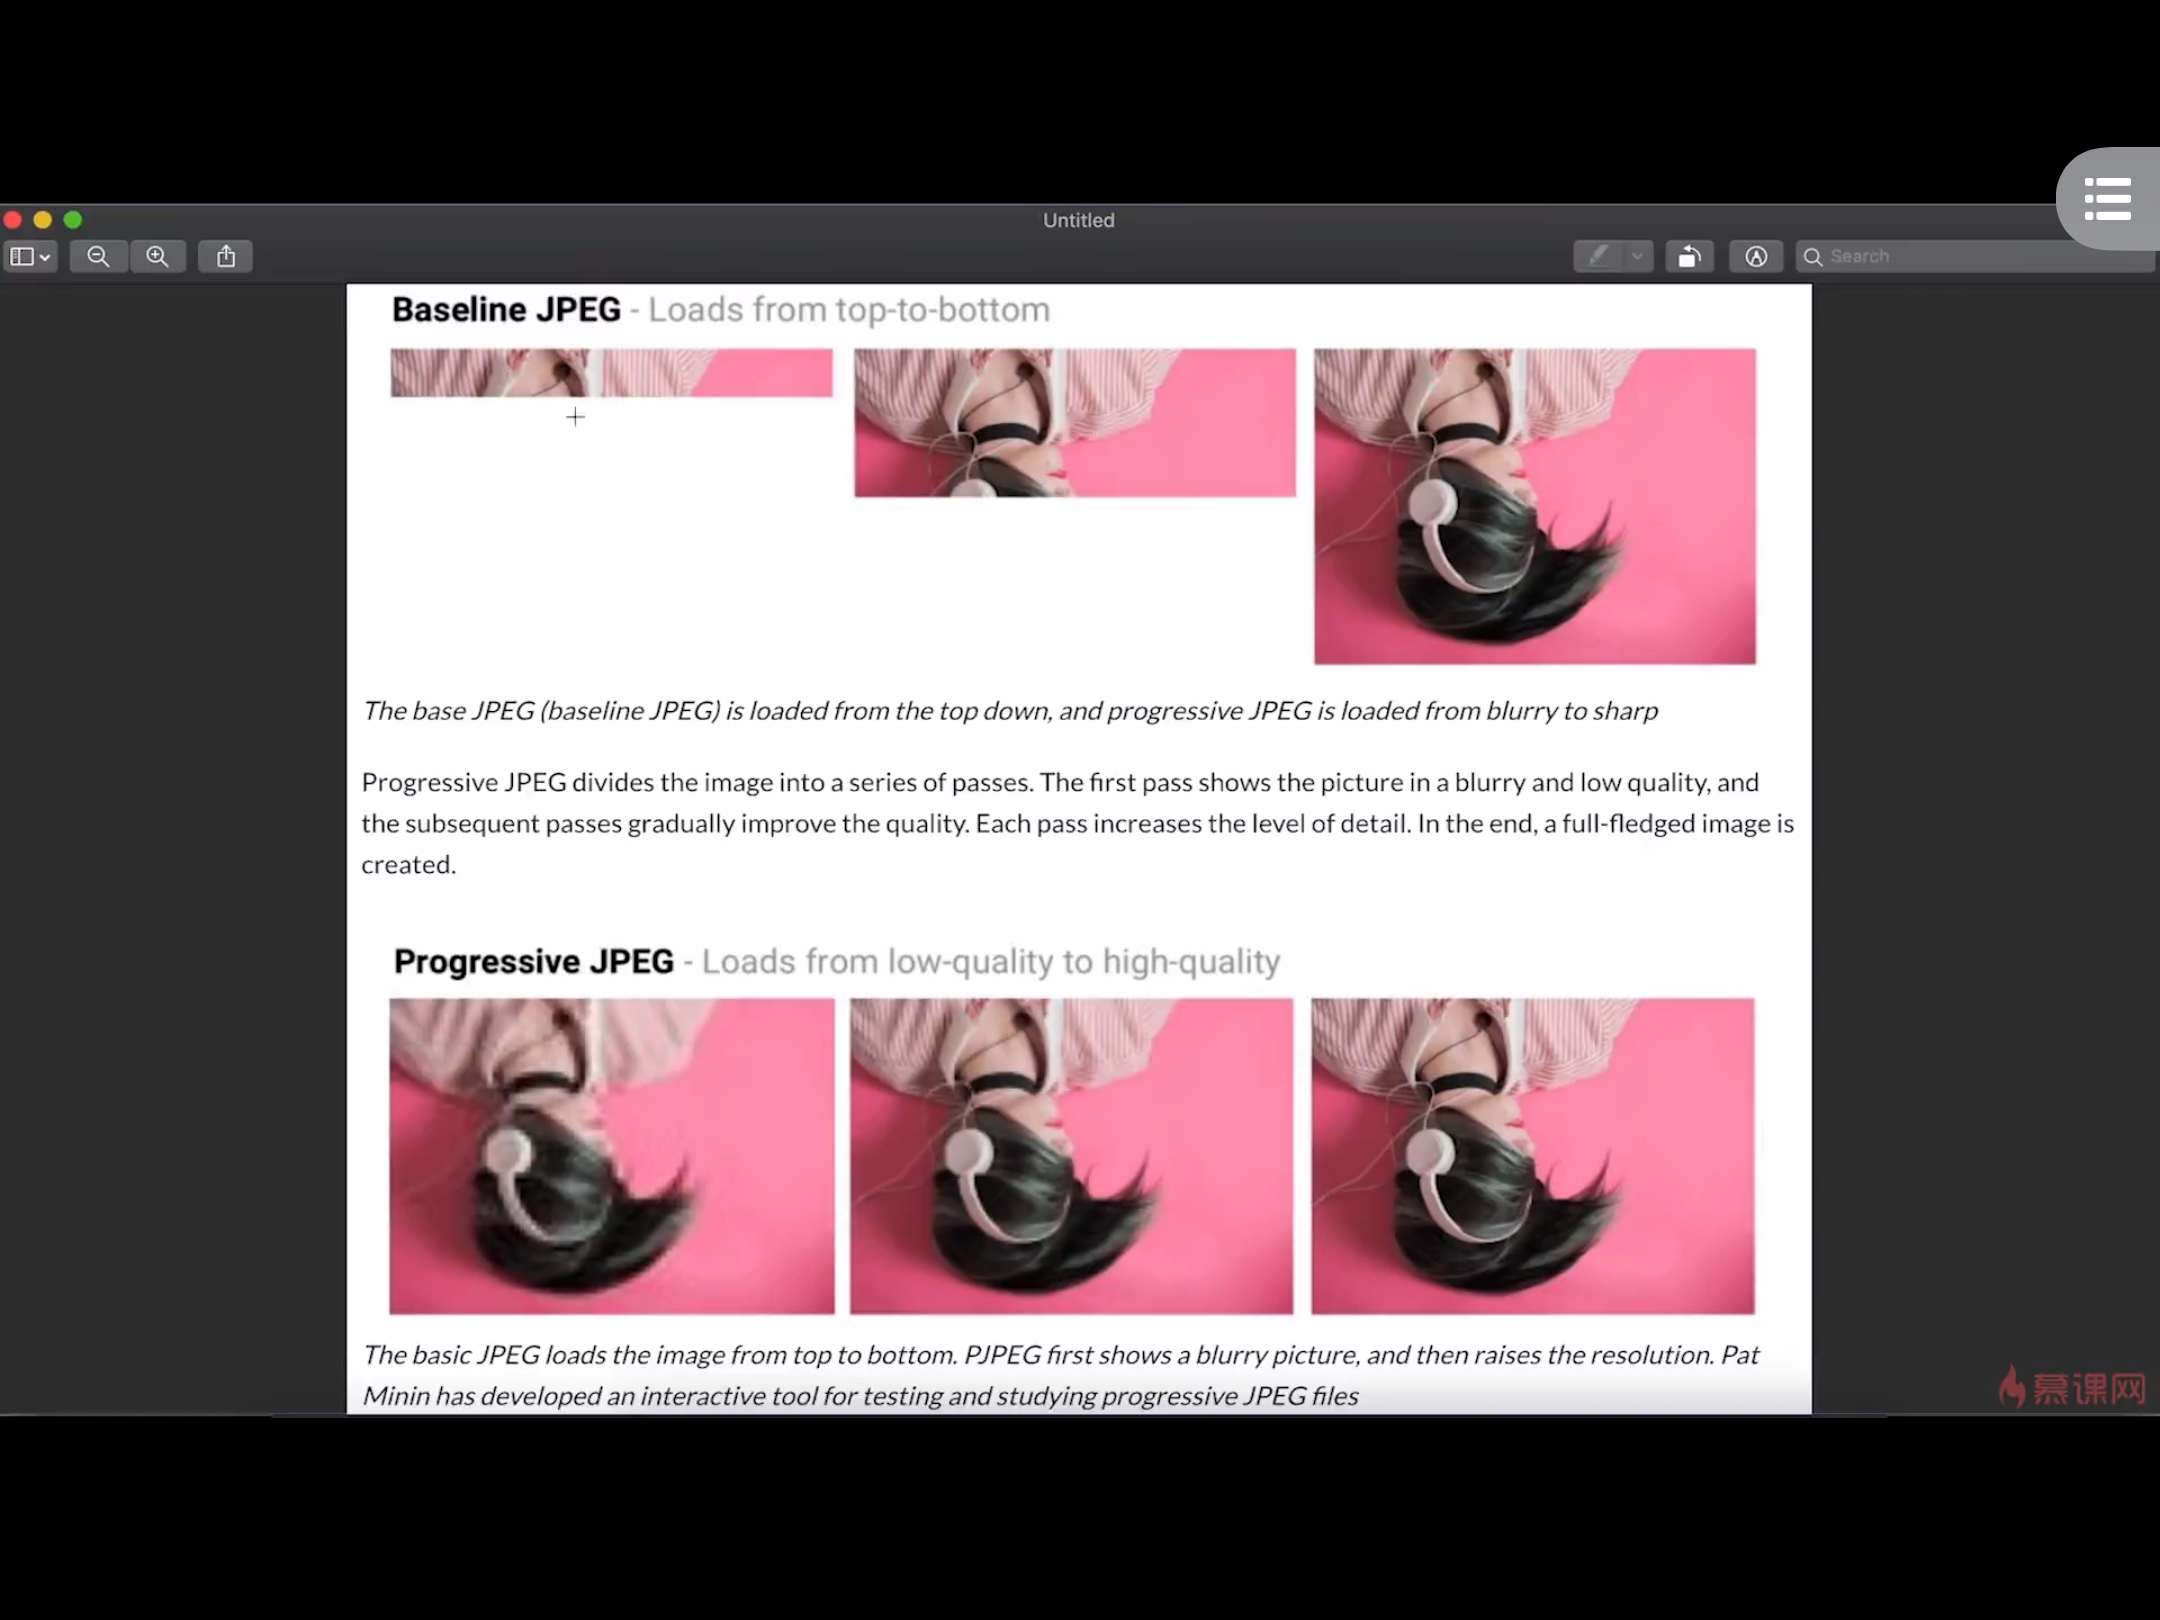 Untitled
Search
Baseline JPEG - Loads from top-to-bottom
The base JPEG (baseline JPEG) is loaded from the top down, and progressive JPEG is loaded from blurry to sharp
Progressive JPEG divides the image into a series of passes. The first pass shows the picture in a blurry and low quality, and
the subsequent passes gradually improve the quality. Each pass increases the level of detail. In the end, a full-fledged image is
created.
Progressive JPEG - Loads from low-quality to high-quality
The basic JPEG loads the image from top to bottom. PJPEG first shows a blurry picture, and then raises the resolution. Pat
Minin has developed an interactive tool for testing and studying progressive JPEG files
慕课网